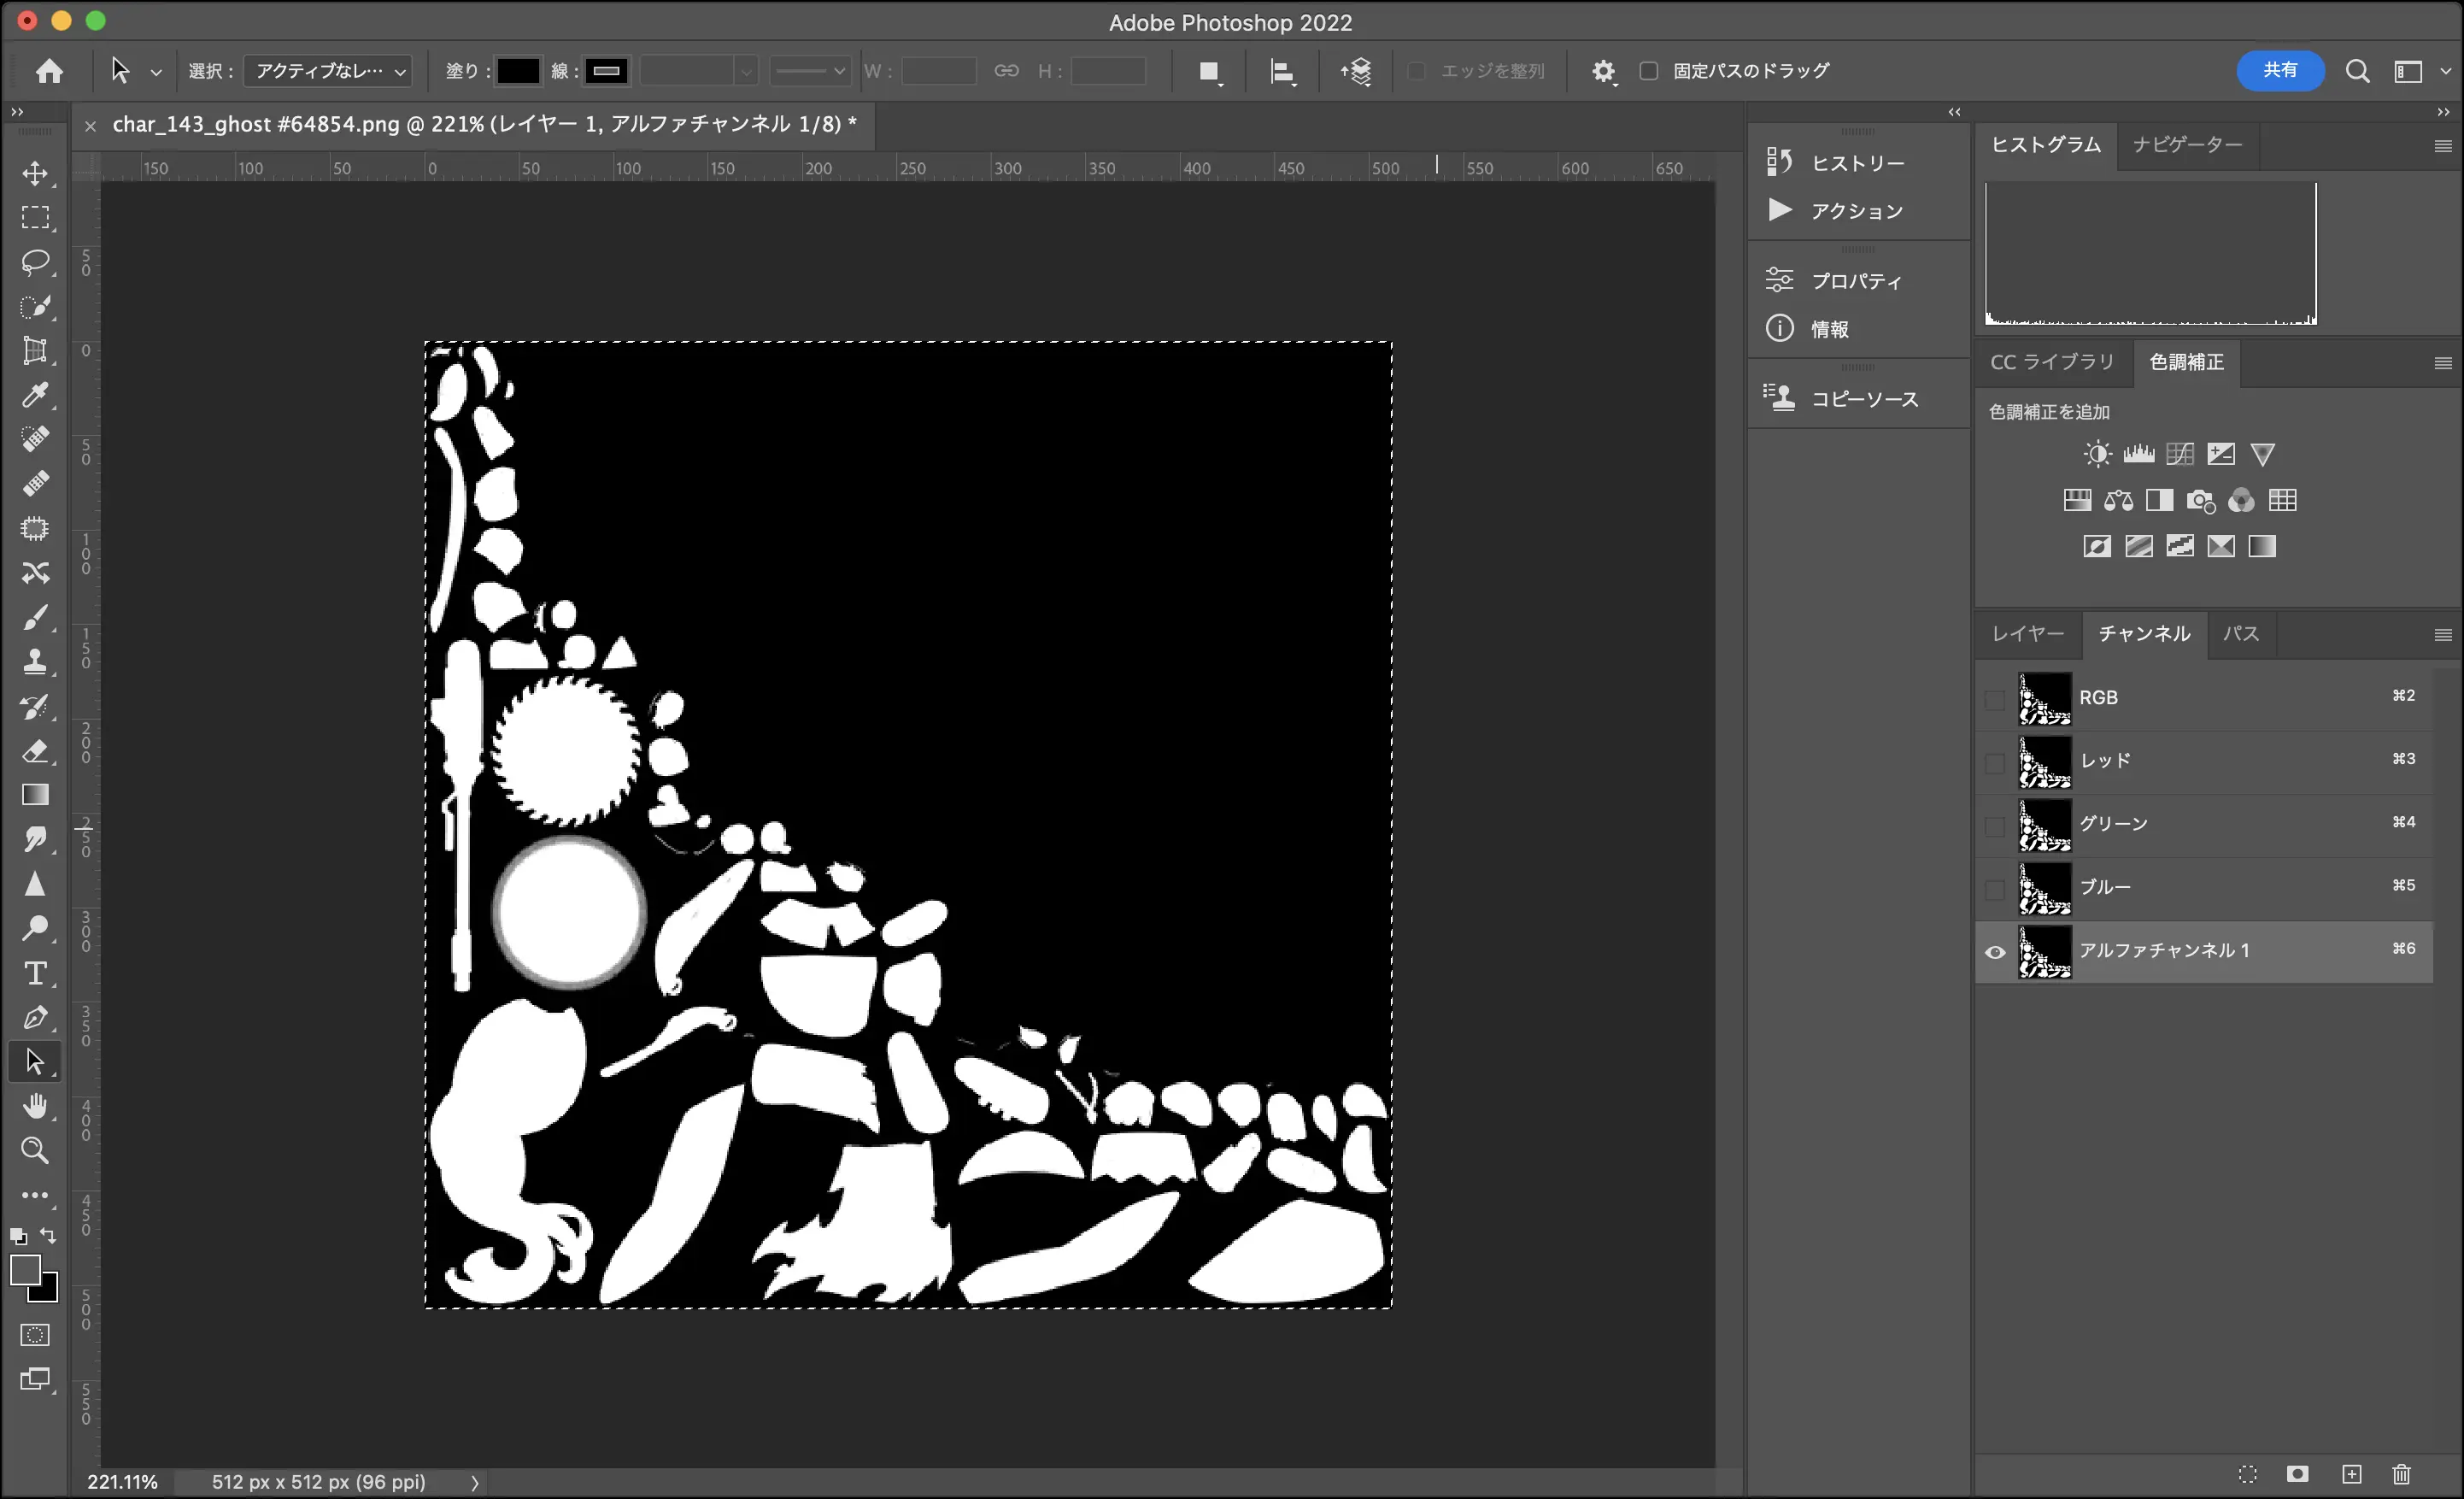 Adobe Photoshop 2022
選択： アクティブなレ… 塗り： 線： W： H： エッジを整列 固定パスのドラッグ 共有
char_143_ghost #64854.png @ 221% (レイヤー 1, アルファチャンネル 1/8) *
150 100 50 0 50 100 150 200 250 300 350 400 450 500 550 600 650
50
0
50
100
150
200
250
300
350
400
450
500
550
ヒストリー
アクション
プロパティ
情報
コピーソース
ヒストグラム ナビゲーター
CC ライブラリ 色調補正
色調補正を追加
レイヤー チャンネル パス
RGB ⌘2
レッド ⌘3
グリーン ⌘4
ブルー ⌘5
アルファチャンネル 1 ⌘6
221.11% 512 px x 512 px (96 ppi)